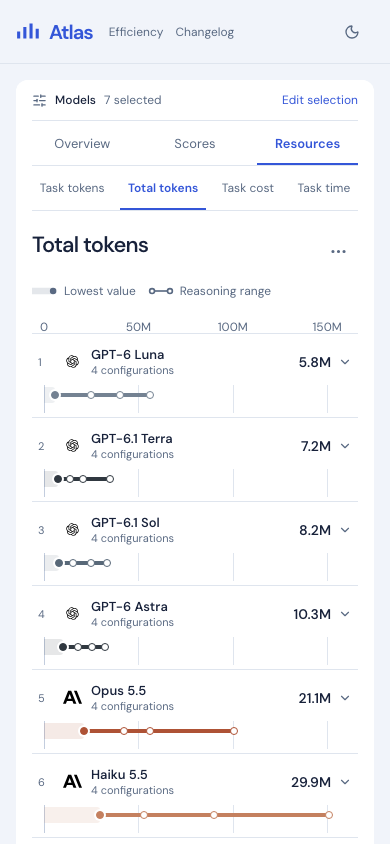 Atlas Efficiency Changelog
Models 7 selected Edit selection
Overview Scores Resources
Task tokens Total tokens Task cost Task time
Total tokens ...
Lowest value Reasoning range
0 50M 100M 150M
1 GPT-6 Luna 5.8M
4 configurations
2 GPT-6.1 Terra 7.2M
4 configurations
3 GPT-6.1 Sol 8.2M
4 configurations
4 GPT-6 Astra 10.3M
4 configurations
5 Opus 5.5 21.1M
4 configurations
6 Haiku 5.5 29.9M
4 configurations